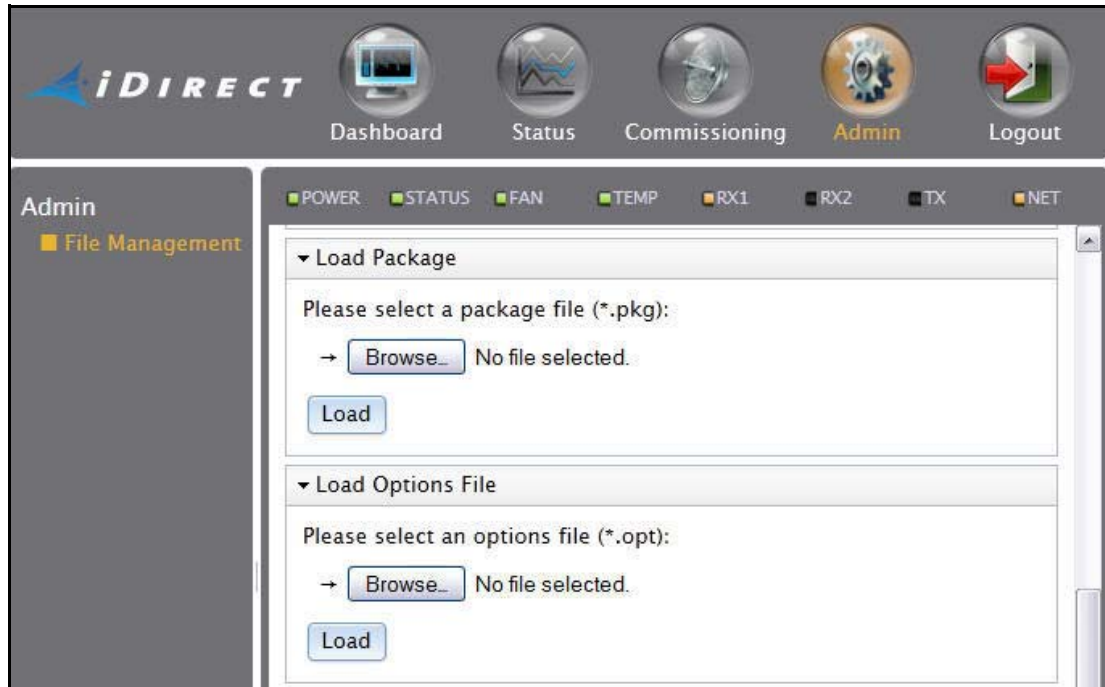 iDIRECT
Dashboard Status Commissioning Admin Logout
Admin
File Management
POWER STATUS FAN TEMP RX1 RX2 TX NET
Load Package
Please select a package file (*.pkg):
→ Browse... No file selected.
Load
Load Options File
Please select an options file (*.opt):
→ Browse... No file selected.
Load